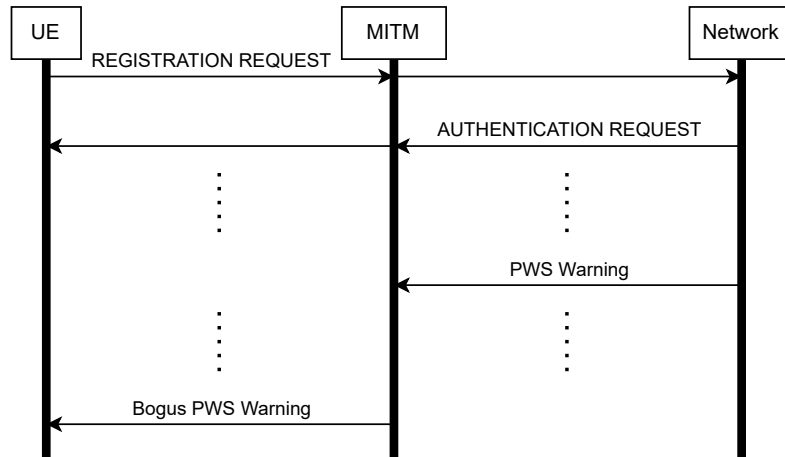 UE
MITM
Network
REGISTRATION REQUEST
AUTHENTICATION REQUEST
PWS Warning
Bogus PWS Warning